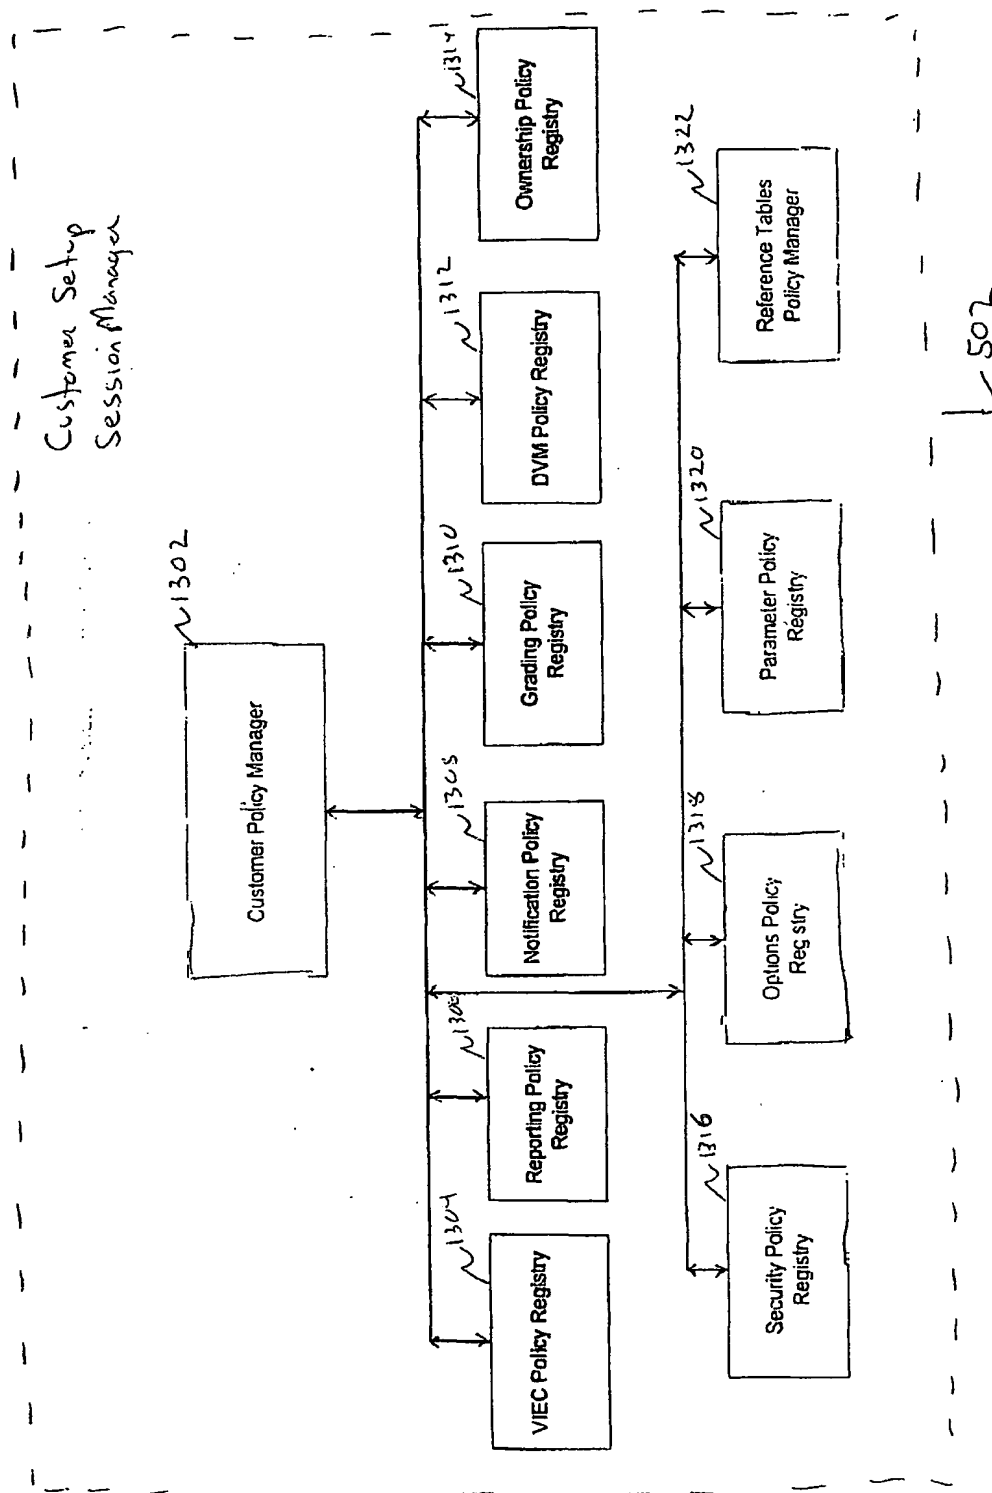 Customer Setup
Session Manager
1302
Customer Policy Manager
1304
VIEC Policy Registry
1306
Reporting Policy
Registry
1308
Notification Policy
Registry
1310
Grading Policy
Registry
1312
DVM Policy Registry
1314
Ownership Policy
Registry
1316
Security Policy
Registry
1318
Options Policy
Registry
1320
Parameter Policy
Registry
1322
Reference Tables
Policy Manager
502